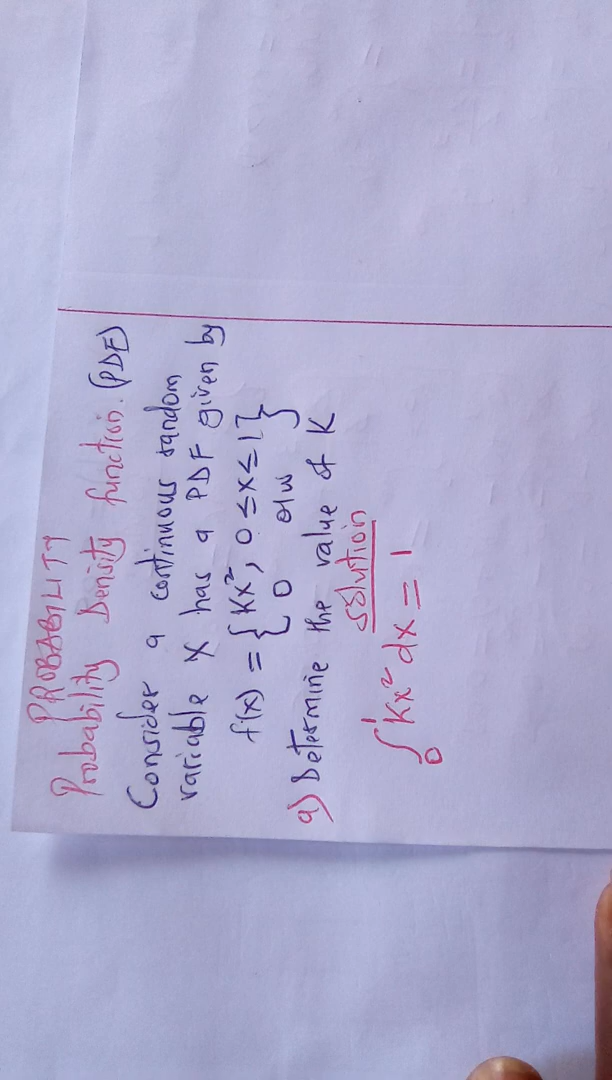 PROBABILITY
Probability Density function. (PDF)
Consider a continuous random
variable X has a PDF given by
f(x) = { Kx², 0 ≤ x ≤ 1 }
{ 0 olw }
a) Determine the value of K
solution
∫₀¹ Kx² dx = 1